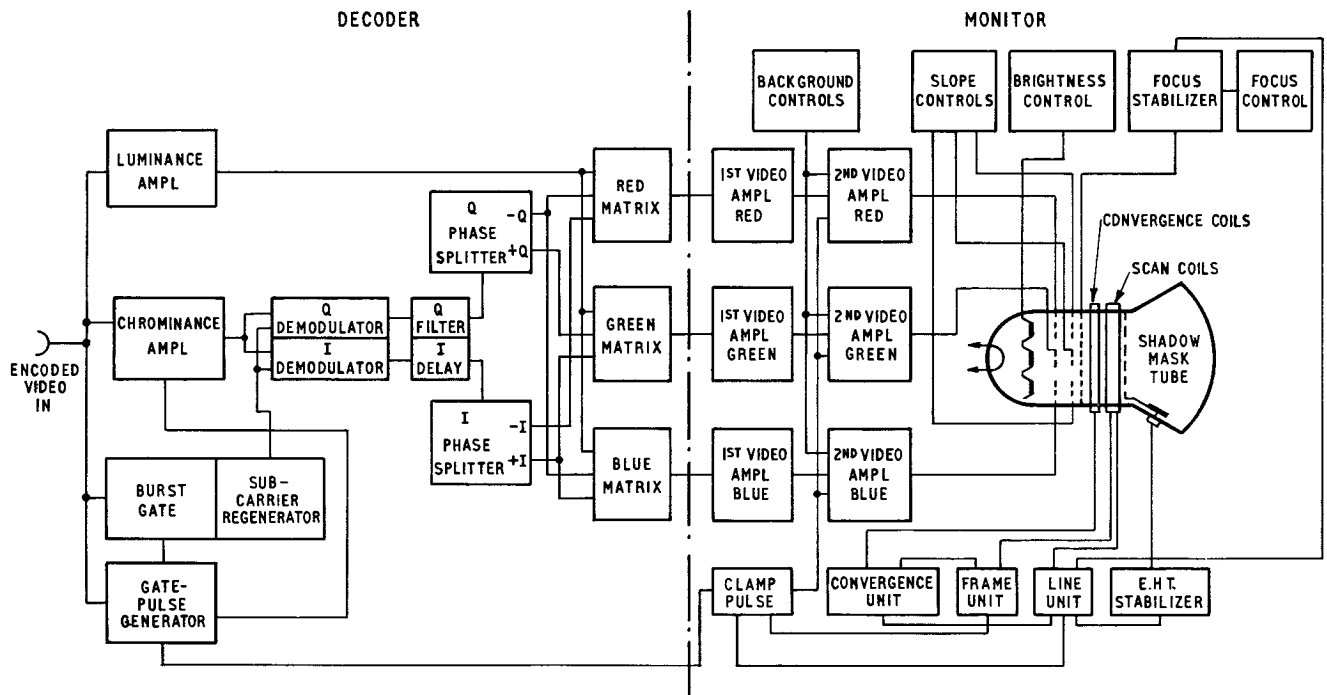 DECODER
MONITOR
BACKGROUND
CONTROLS
SLOPE
CONTROLS
BRIGHTNESS
CONTROL
FOCUS
STABILIZER
FOCUS
CONTROL
LUMINANCE
AMPL
RED
MATRIX
1ST VIDEO
AMPL
RED
2ND VIDEO
AMPL
RED
Q
PHASE
SPLITTER
-Q
+Q
CONVERGENCE COILS
SCAN COILS
ENCODED
VIDEO
IN
CHROMINANCE
AMPL
Q
DEMODULATOR
I
DEMODULATOR
Q
FILTER
I
DELAY
GREEN
MATRIX
1ST VIDEO
AMPL
GREEN
2ND VIDEO
AMPL
GREEN
SHADOW
MASK
TUBE
I
PHASE
SPLITTER
-I
+I
BLUE
MATRIX
1ST VIDEO
AMPL
BLUE
2ND VIDEO
AMPL
BLUE
BURST
GATE
SUB-
CARRIER
REGENERATOR
GATE-
PULSE
GENERATOR
CLAMP
PULSE
CONVERGENCE
UNIT
FRAME
UNIT
LINE
UNIT
E.H.T.
STABILIZER